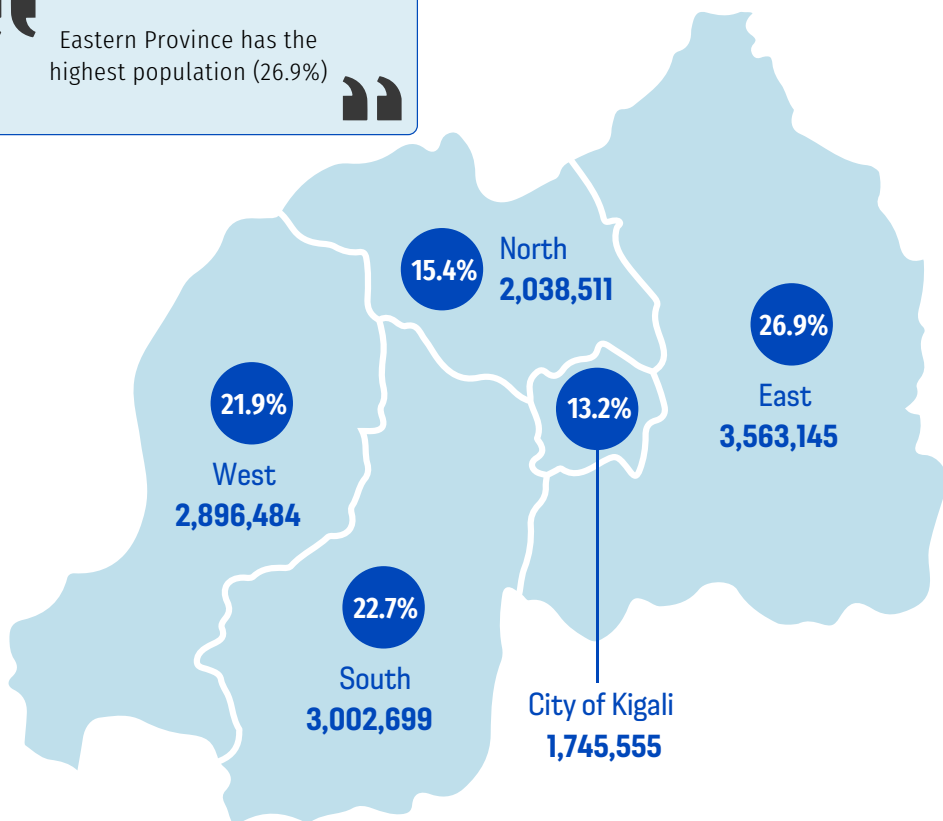 Eastern Province has the
highest population (26.9%)
”
15.4%
North
2,038,511
26.9%
East
3,563,145
13.2%
21.9%
West
2,896,484
22.7%
South
3,002,699
City of Kigali
1,745,555